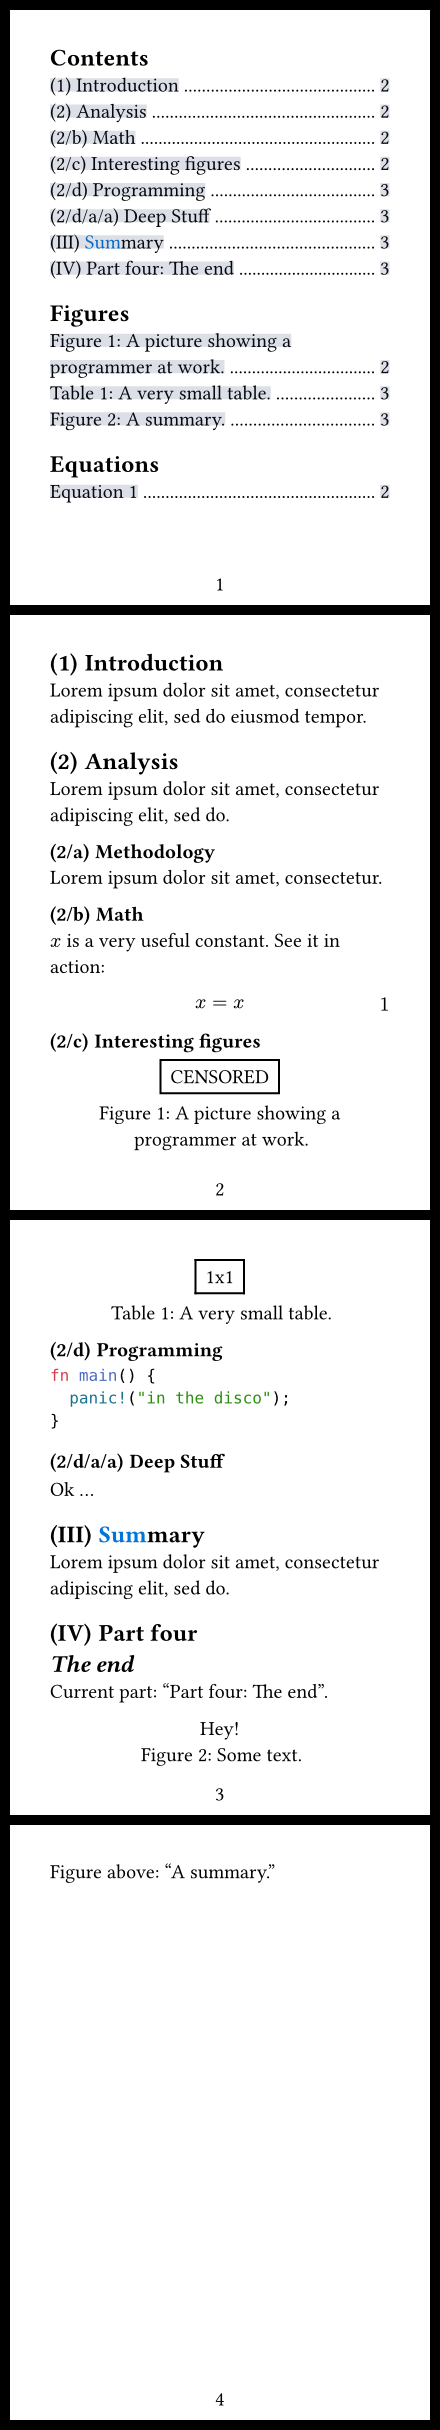 Contents
(1) Introduction ........................................... 2
(2) Analysis .................................................. 2
(2/b) Math .................................................... 2
(2/c) Interesting figures ............................. 2
(2/d) Programming ..................................... 3
(2/d/a/a) Deep Stuff .................................... 3
(III) Summary .............................................. 3
(IV) Part four: The end ............................... 3
Figures
Figure 1: A picture showing a
programmer at work. ................................. 2
Table 1: A very small table. ...................... 3
Figure 2: A summary. ................................. 3
Equations
Equation 1 .................................................... 2
1
(1) Introduction
Lorem ipsum dolor sit amet, consectetur
adipiscing elit, sed do eiusmod tempor.
(2) Analysis
Lorem ipsum dolor sit amet, consectetur
adipiscing elit, sed do.
(2/a) Methodology
Lorem ipsum dolor sit amet, consectetur.
(2/b) Math
x is a very useful constant. See it in
action:
x = x 1
(2/c) Interesting figures
CENSORED
Figure 1: A picture showing a
programmer at work.
2
1x1
Table 1: A very small table.
(2/d) Programming
fn main() {
  panic!("in the disco");
}
(2/d/a/a) Deep Stuff
Ok …
(III) Summary
Lorem ipsum dolor sit amet, consectetur
adipiscing elit, sed do.
(IV) Part four
The end
Current part: “Part four: The end”.
Hey!
Figure 2: Some text.
3
Figure above: “A summary.”
4